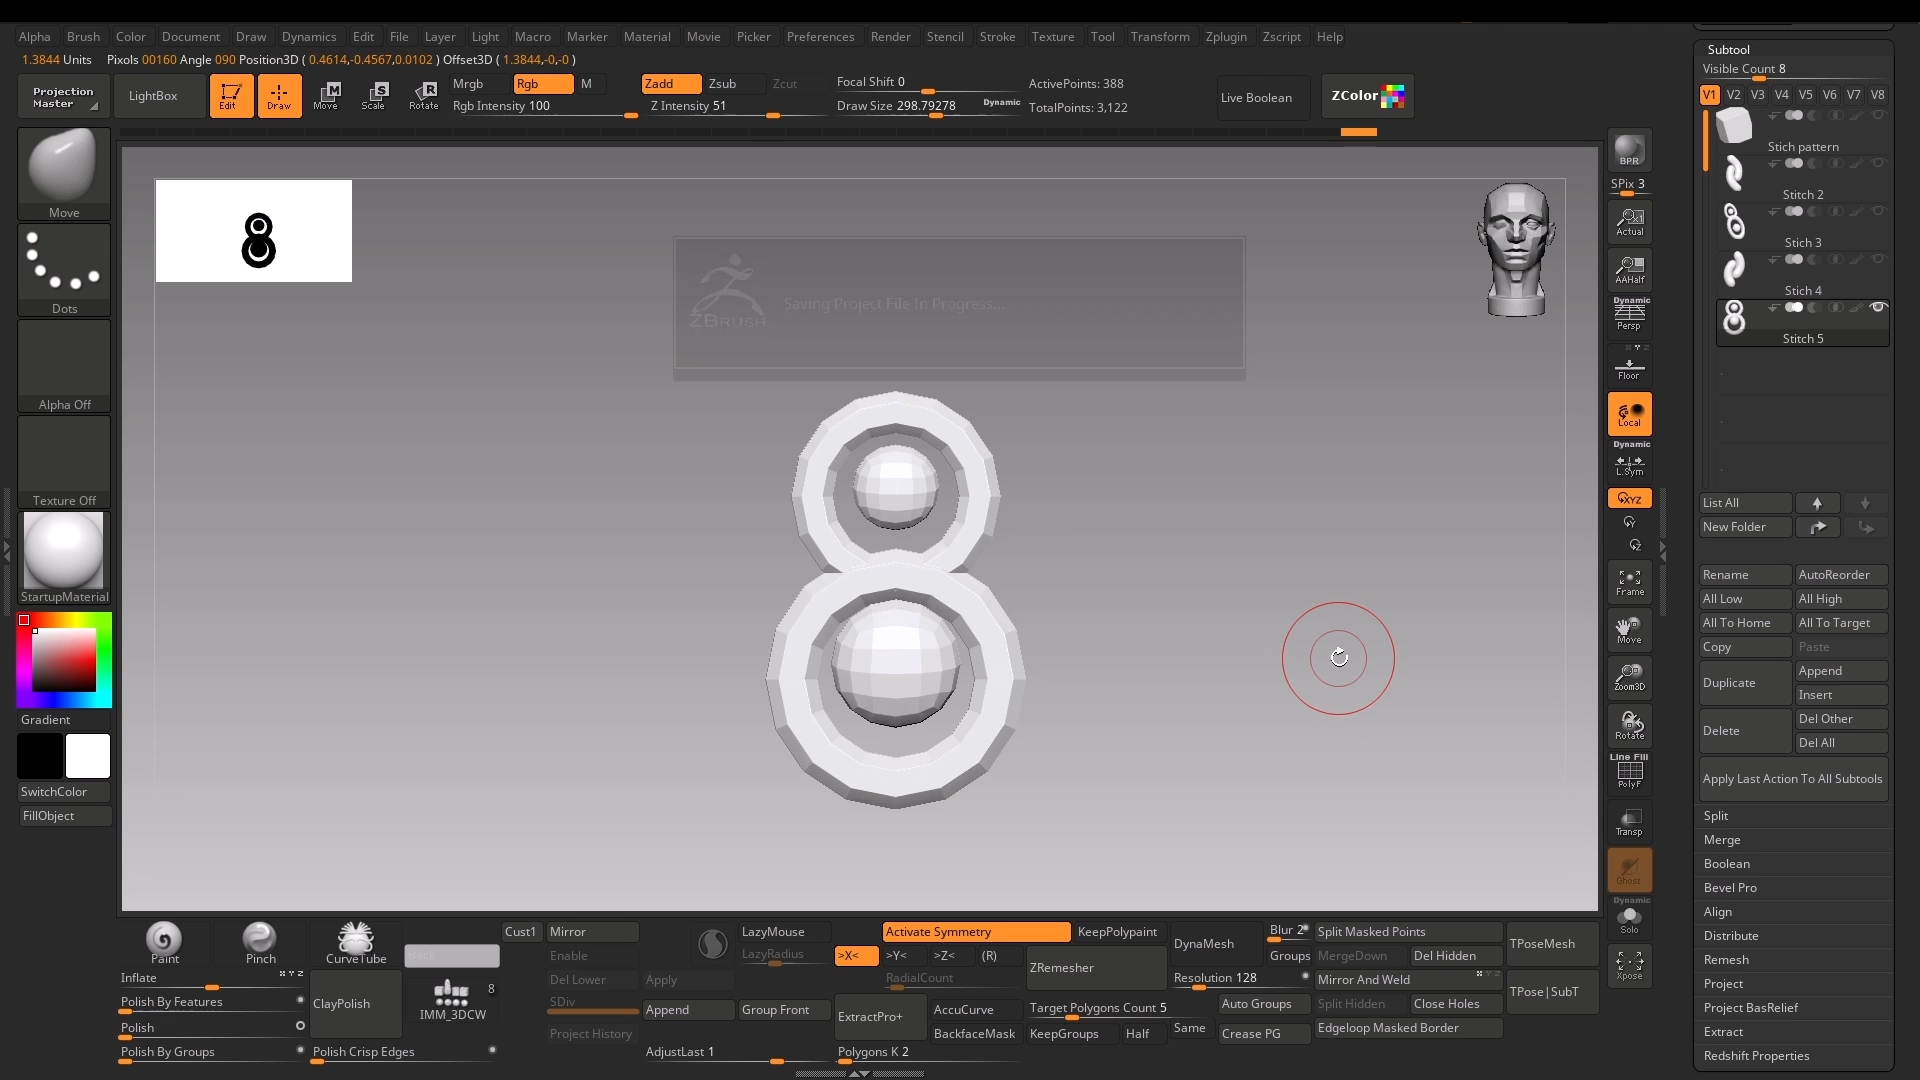 Alpha Brush Color Document Draw Dynamics Edit File Layer Light Macro Marker Material Movie Picker Preferences Render Stencil Stroke Texture Tool Transform Zplugin Zscript Help
1.3844 Units Pixols 00160 Angle 090 Position3D ( 0.4614,-0.4567,0.0102 ) Offset3D ( 1.3844,-0,-0 )
Projection Master
LightBox
Edit
Draw
Move
Scale
Rotate
Mrgb Rgb M
Rgb Intensity 100
Zadd Zsub Zcut
Z Intensity 51
Focal Shift 0
Draw Size 298.79278 Dynamic
ActivePoints: 388
TotalPoints: 3,122
Live Boolean
ZColor
Move
Dots
Alpha Off
Texture Off
StartupMaterial
Gradient
SwitchColor
FillObject
8
ZBRUSH
Saving Project File In Progress...
BPR
SPix 3
Actual
AAHalf
Dynamic
Persp
Floor
Local
Dynamic
L.Sym
XYZ
Y
Z
Frame
Move
Zoom3D
Rotate
Line Fill
PolyF
Transp
Ghost
Dynamic
Solo
Xpose
Subtool
Visible Count 8
V1 V2 V3 V4 V5 V6 V7 V8
Stich pattern
Stitch 2
Stich 3
Stich 4
Stitch 5
List All
New Folder
Rename AutoReorder
All Low All High
All To Home All To Target
Copy Paste
Duplicate Append
Insert
Delete Del Other
Del All
Apply Last Action To All Subtools
Split
Merge
Boolean
Bevel Pro
Align
Distribute
Remesh
Project
Project BasRelief
Extract
Redshift Properties
Paint
Pinch
CurveTube
Back
Inflate
Polish By Features
Polish
Polish By Groups
ClayPolish
8
IMM_3DCW
Polish Crisp Edges
Cust1 Mirror
Enable
Del Lower
SDiv
Project History
LazyMouse
LazyRadius
Apply
Append Group Front
AdjustLast 1
Activate Symmetry
>X< >Y< >Z< (R)
RadialCount
ExtractPro+
AccuCurve
BackfaceMask
Polygons K 2
KeepPolypaint
ZRemesher
Target Polygons Count 5
KeepGroups Half Same
DynaMesh
Blur 2
Groups
Resolution 128
Auto Groups
Crease PG
Split Masked Points
MergeDown Del Hidden
Mirror And Weld
Split Hidden Close Holes
Edgeloop Masked Border
TPoseMesh
TPose|SubT